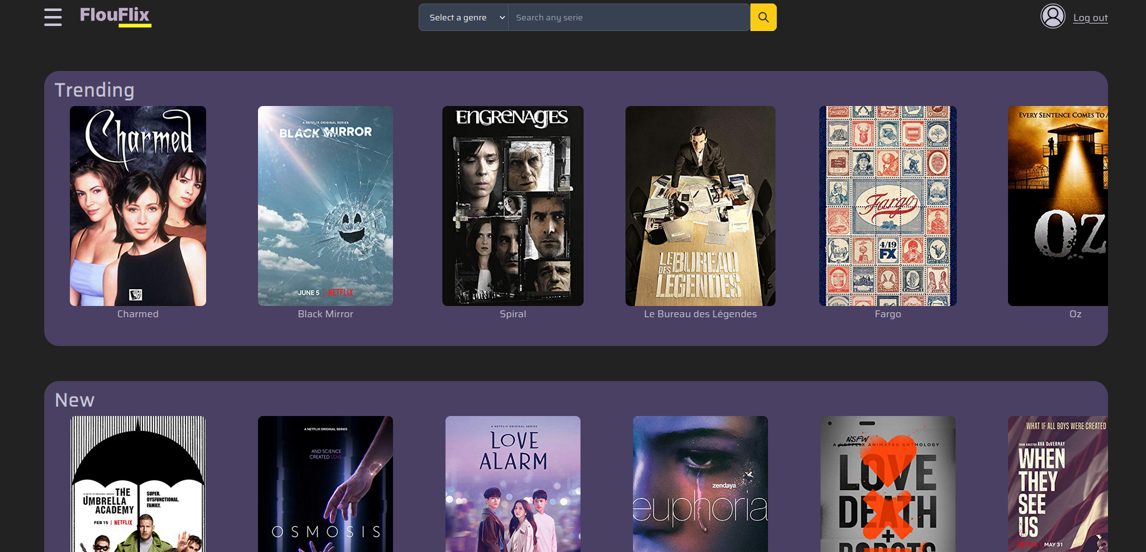 FlouFlix
Select a genre
Search any serie
Log out
Trending
Charmed
BLACK MIRROR
JUNE 5 | NETFLIX
ENGRENAGES
LE BUREAU
DES
LÉGENDES
Fargo
4/19
FX
EVERY SENTENCE COMES TO A
OZ
Charmed
Black Mirror
Spiral
Le Bureau des Légendes
Fargo
Oz
New
THE
UMBRELLA
ACADEMY
SUPER.
DYSFUNCTIONAL.
FAMILY.
FEB 15 | NETFLIX
A NETFLIX ORIGINAL SERIES
AND SCIENCE
CREATED LOVE
OSMOSIS
LOVE
ALARM
zendaya
euphoria
NSFW
ANIMATED ANTHOLOGY
LOVE
DEATH
+
ROBOTS
WHAT IF ALL BOYS WERE CREATED
AVA DUVERNAY
WHEN
THEY
SEE
US
MAY 31